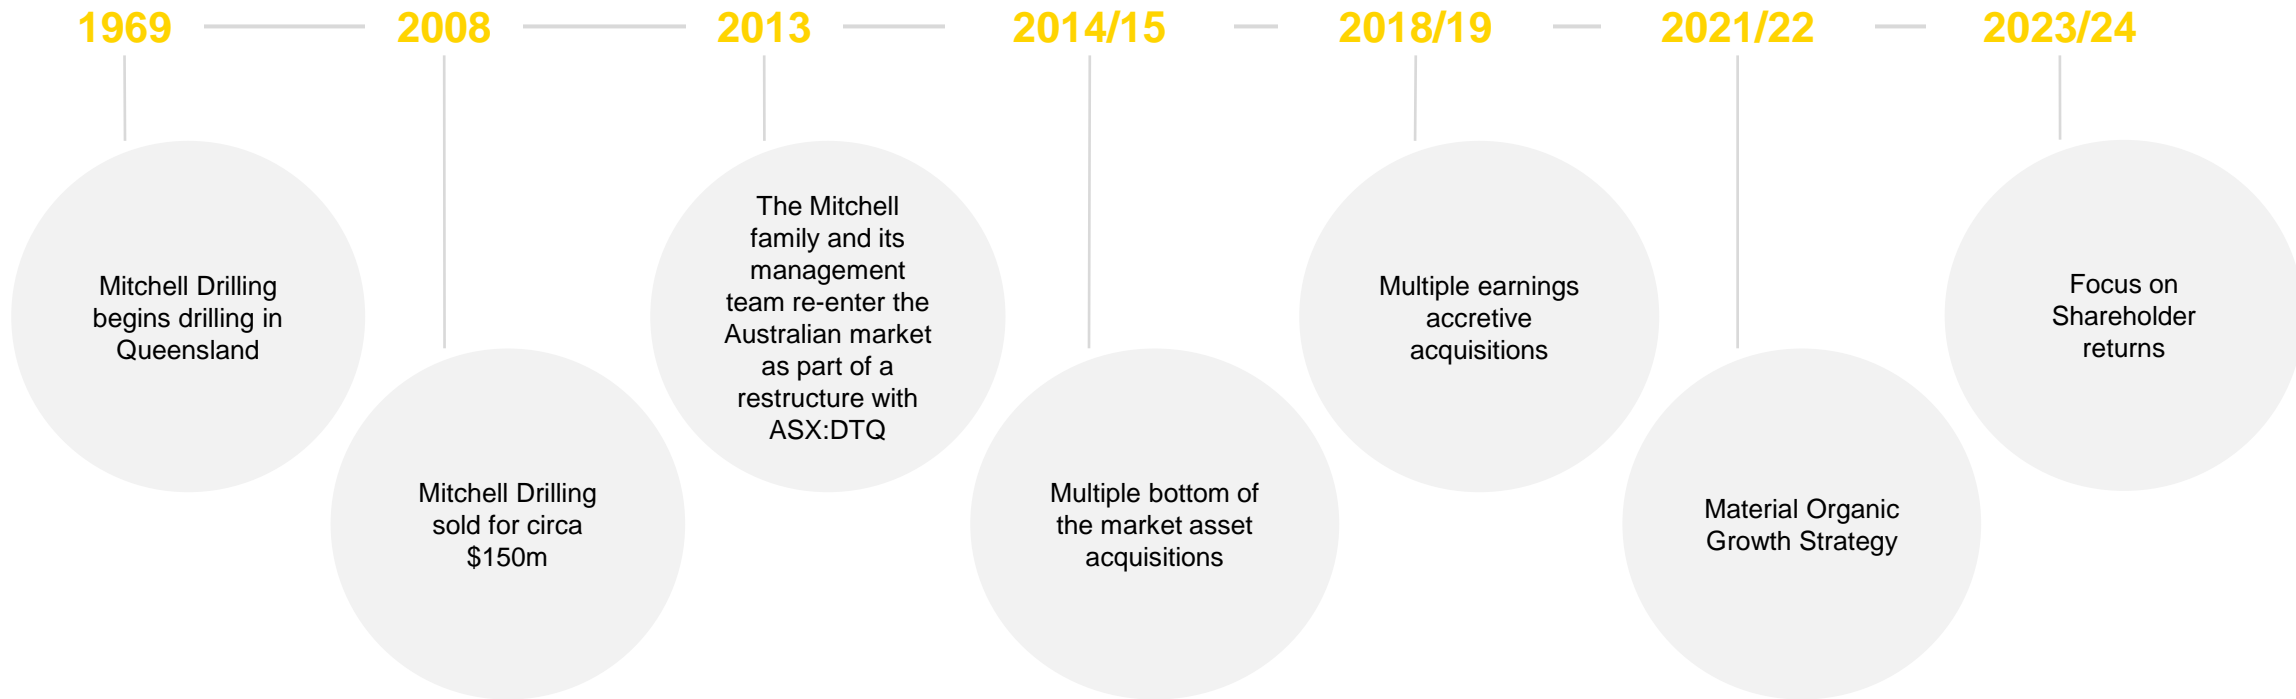 1969
2008
2013
2014/15
2018/19
2021/22
2023/24
Mitchell Drilling
begins drilling in
Queensland
Mitchell Drilling
sold for circa
$150m
The Mitchell
family and its
management
team re-enter the
Australian market
as part of a
restructure with
ASX:DTQ
Multiple bottom of
the market asset
acquisitions
Multiple earnings
accretive
acquisitions
Material Organic
Growth Strategy
Focus on
Shareholder
returns